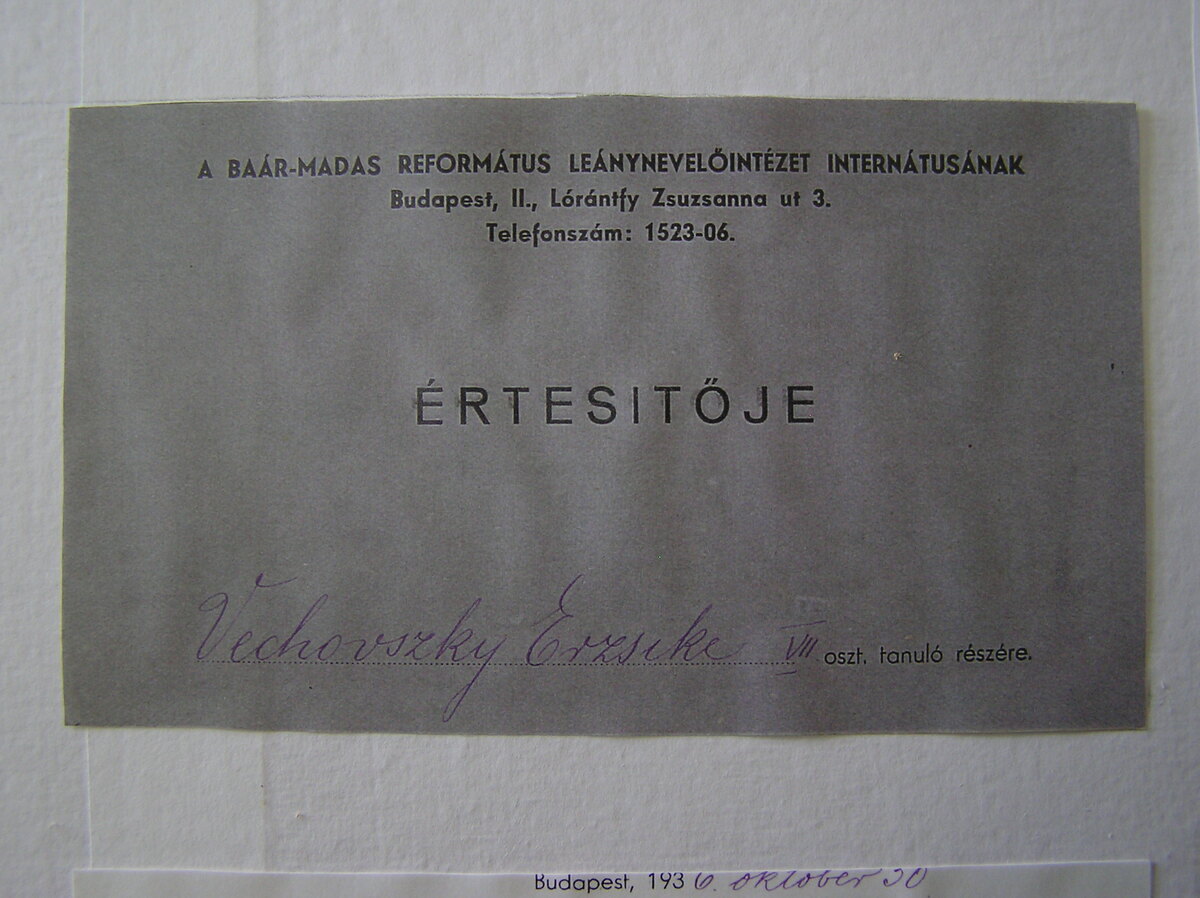 A BAÁR-MADAS REFORMÁTUS LEÁNYNEVELŐINTÉZET INTERNÁTUSÁNAK
Budapest, II., Lórántfy Zsuzsanna ut 3.
Telefonszám: 1523-06.
ÉRTESITŐJE
Vechovszky Erzsike VII oszt. tanuló részére.
Budapest, 1936. október 30